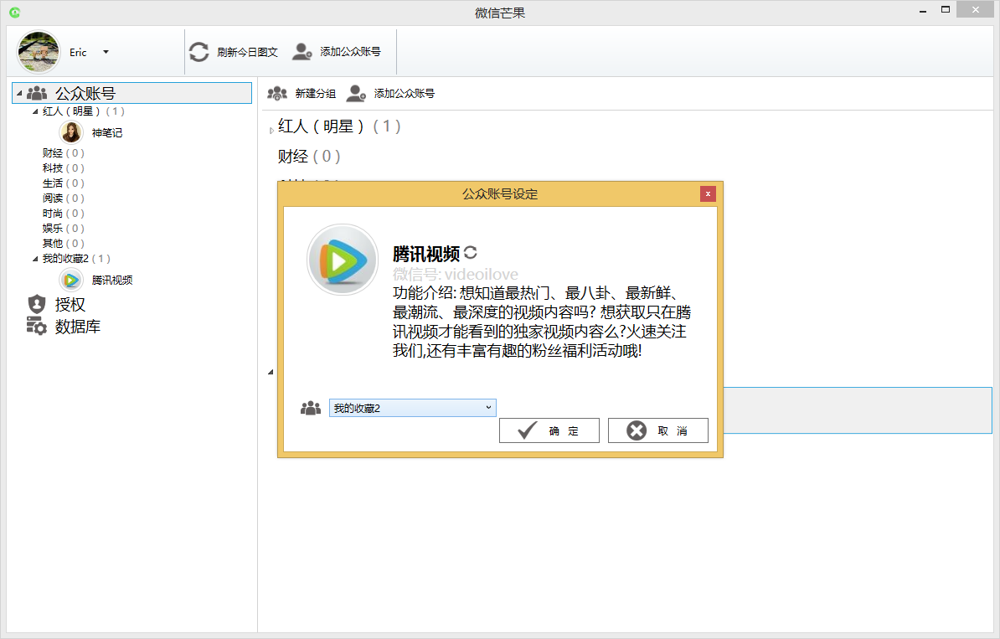 微信芒果
Eric
刷新今日图文
添加公众账号
公众账号
红人（明星）（1）
神笔记
财经（0）
科技（0）
生活（0）
阅读（0）
时尚（0）
娱乐（0）
其他（0）
我的收藏2（1）
腾讯视频
授权
数据库
新建分组
添加公众账号
红人（明星）（1）
财经（0）
公众账号设定
腾讯视频
微信号: videoilove
功能介绍: 想知道最热门、最八卦、最新鲜、
最潮流、最深度的视频内容吗? 想获取只在腾
讯视频才能看到的独家视频内容么?火速关注
我们,还有丰富有趣的粉丝福利活动哦!
我的收藏2
确 定
取 消